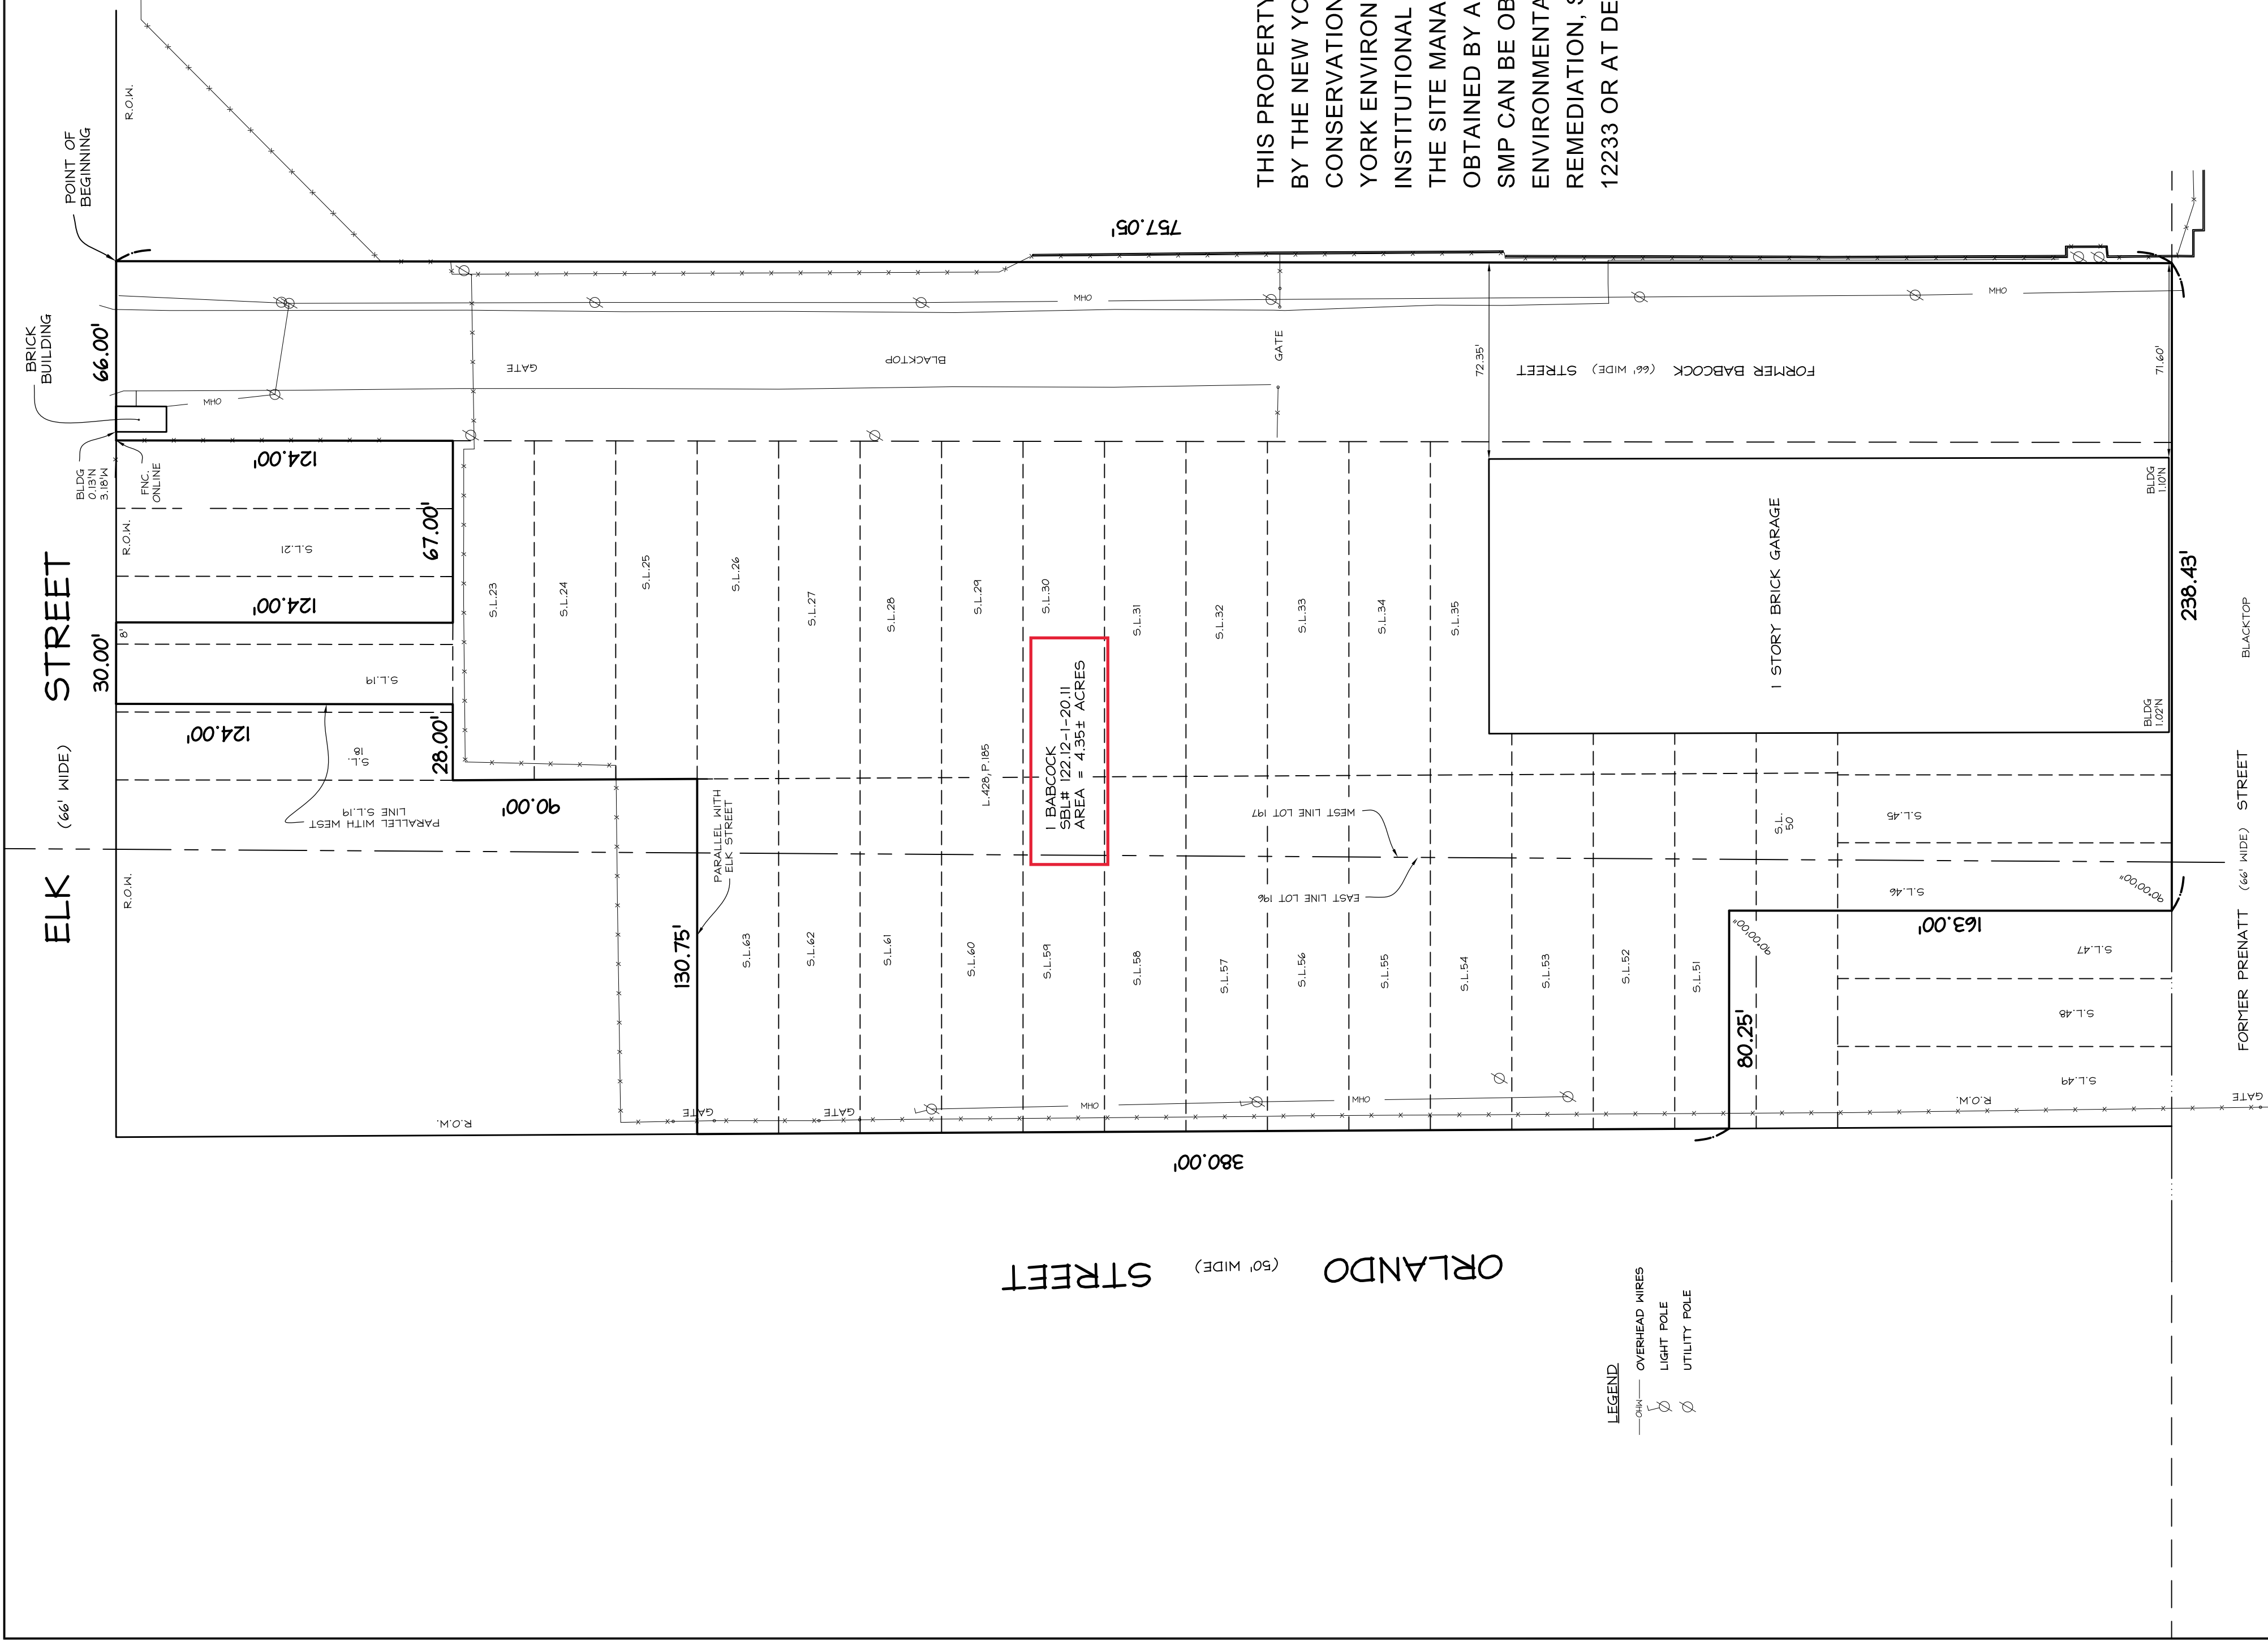 ELK (66' WIDE) STREET
BRICK
BUILDING
POINT OF
BEGINNING
R.O.W.
66.00'
BLDG
0.13'N
3.18'W
FNC.
ONLINE
R.O.W.
30.00'
8'
R.O.W.
124.00'
S.L.21
67.00'
124.00'
S.L.19
124.00'
S.L.
18
28.00'
PARALLEL WITH WEST
LINE S.L.19
90.00'
OHW
GATE
BLACKTOP
OHW
GATE
757.05'
72.35'
FORMER BABCOCK (66' WIDE) STREET
OHW
71.60'
S.L.23
S.L.24
S.L.25
S.L.26
S.L.27
S.L.28
S.L.29
S.L.30
S.L.31
S.L.32
S.L.33
S.L.34
S.L.35
1 STORY BRICK GARAGE
BLDG
1.10'N
BLDG
1.02'N
238.43'
BLACKTOP
L.428, P.185
1 BABCOCK
SBL# 122.12-1-20.11
AREA = 4.35± ACRES
WEST LINE LOT 197
EAST LINE LOT 196
PARALLEL WITH
ELK STREET
130.75'
S.L.63
S.L.62
S.L.61
S.L.60
S.L.59
S.L.58
S.L.57
S.L.56
S.L.55
S.L.54
S.L.53
S.L.52
S.L.51
S.L.
50
S.L.45
S.L.46
90°00'00"
90°00'00"
163.00'
80.25'
S.L.47
S.L.48
S.L.49
R.O.W.
GATE
FORMER PRENATT (66' WIDE) STREET
R.O.W.
GATE
GATE
OHW
OHW
380.00'
ORLANDO (50' WIDE) STREET
LEGEND
OHW OVERHEAD WIRES
LIGHT POLE
UTILITY POLE
THIS PROPERTY
BY THE NEW YO
CONSERVATION
YORK ENVIRON
INSTITUTIONAL
THE SITE MANA
OBTAINED BY A
SMP CAN BE OB
ENVIRONMENTA
REMEDIATION, S
12233 OR AT DE